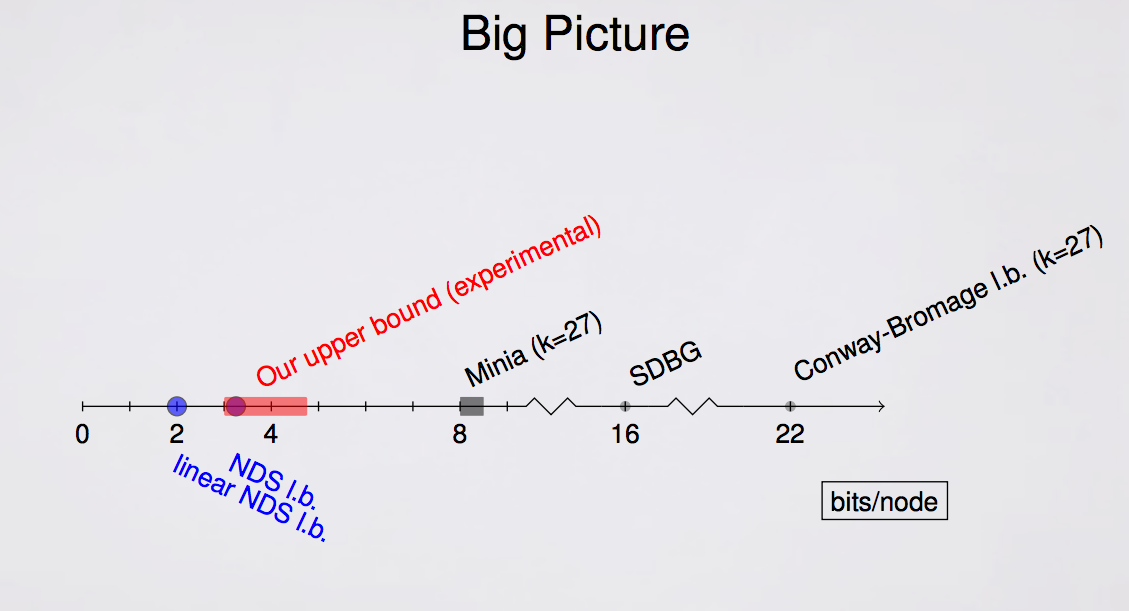 Big Picture
Our upper bound (experimental)
Minia (k=27)
SDBG
Conway-Bromage l.b. (k=27)
0 2 4 8 16 22
NDS l.b.
linear NDS l.b.
bits/node